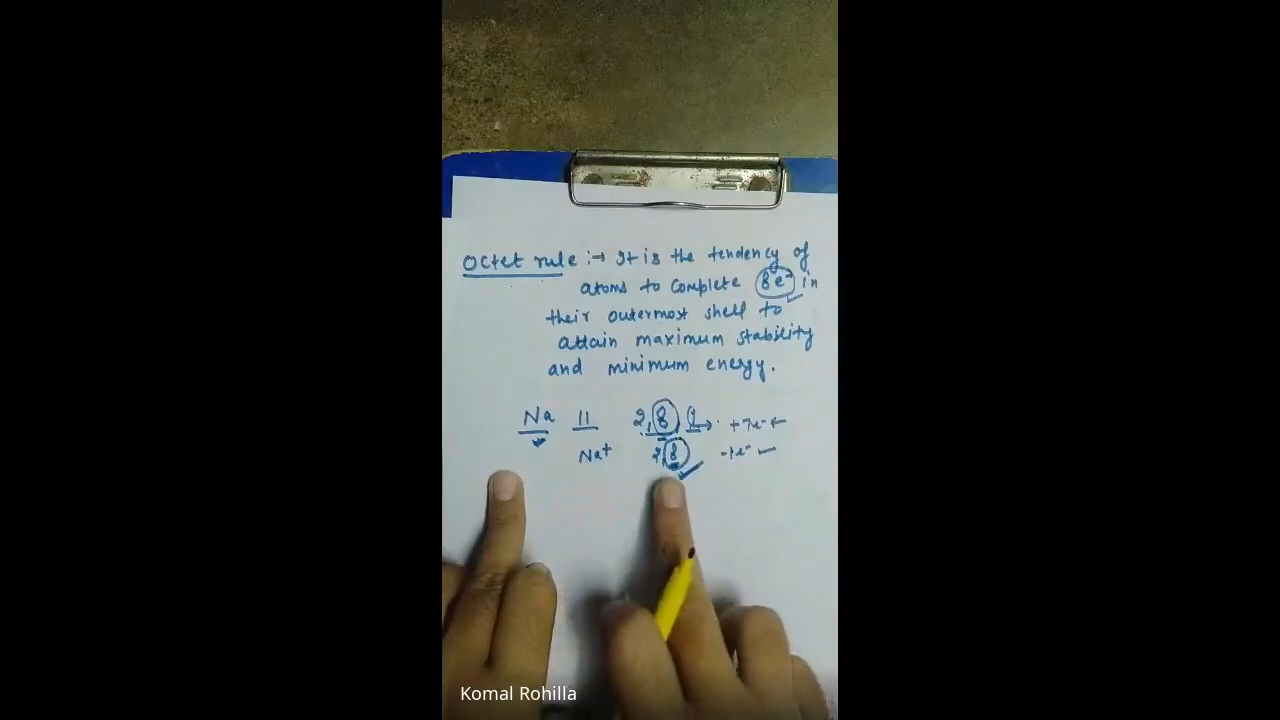 Octet rule :→ It is the tendency of
atoms to complete 8e⁻ in
their outermost shell to
attain maximum stability
and minimum energy.
Na 11 2,8,1 → +7e⁻ ←
Na⁺ 2,8 -1e⁻
Komal Rohilla